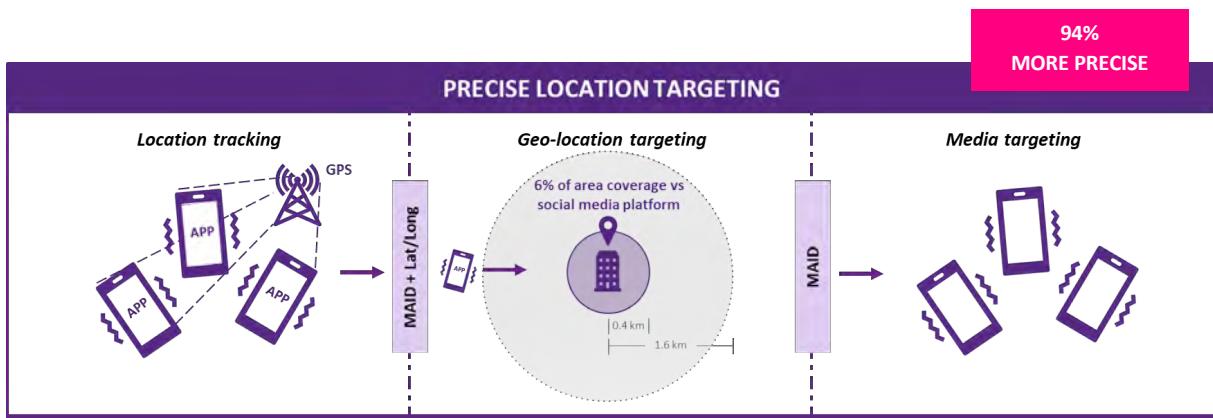 94%
MORE PRECISE
PRECISE LOCATION TARGETING
Location tracking
GPS
APP
APP
APP
MAID + Lat/Long
Geo-location targeting
6% of area coverage vs
social media platform
APP
0.4 km
1.6 km
MAID
Media targeting